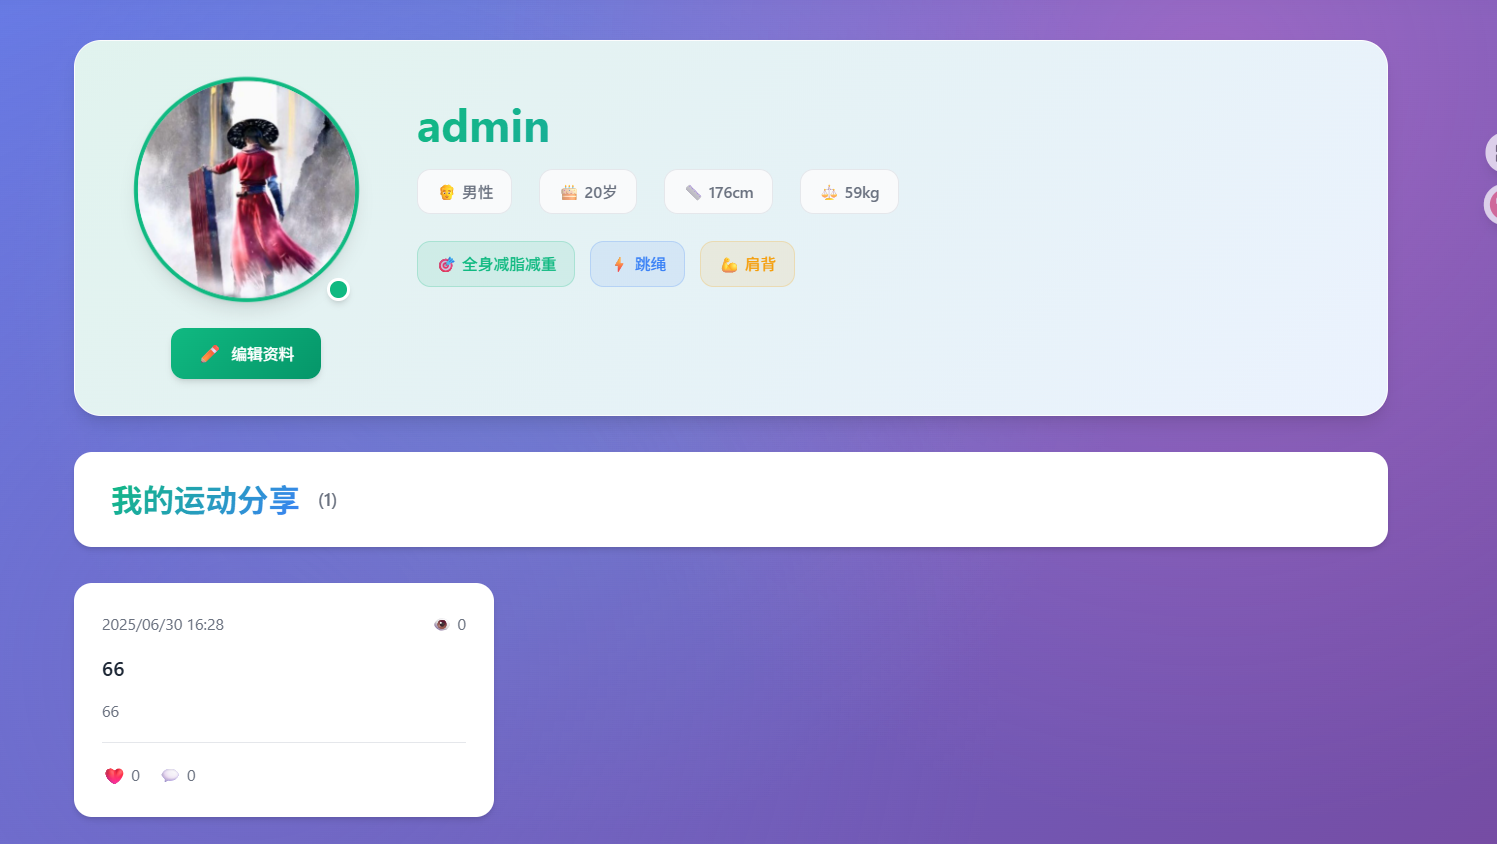 admin
男性 20岁 176cm 59kg
全身减脂减重 跳绳 肩背
编辑资料
我的运动分享 (1)
2025/06/30 16:28 0
66
66
0 0